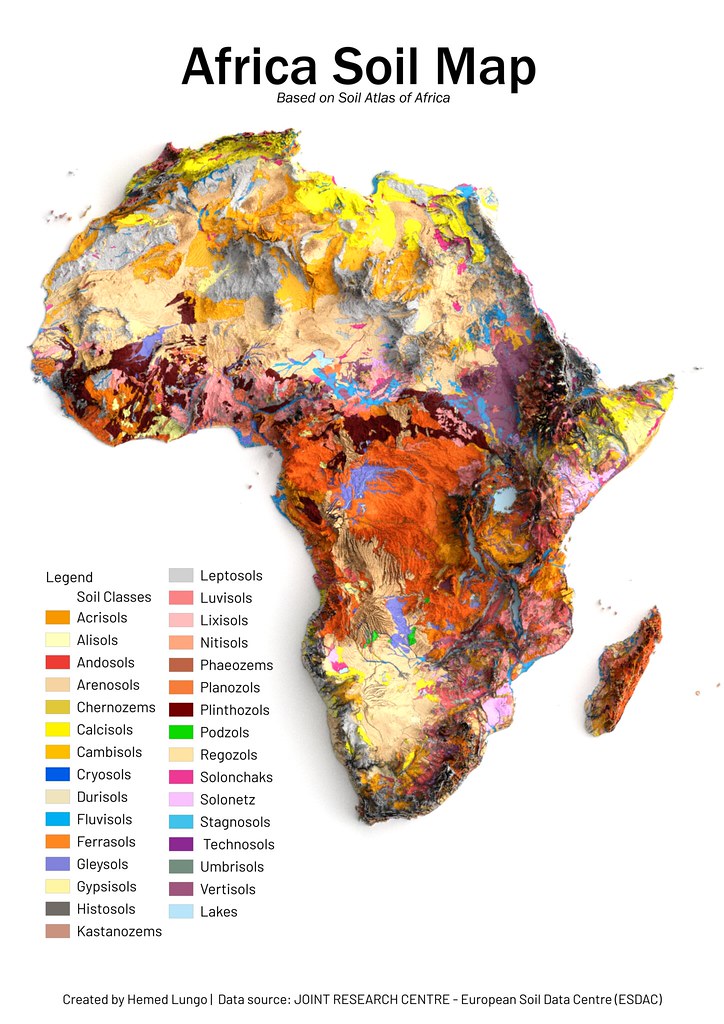 Africa Soil Map
Based on Soil Atlas of Africa
Legend
Soil Classes
Acrisols
Alisols
Andosols
Arenosols
Chernozems
Calcisols
Cambisols
Cryosols
Durisols
Fluvisols
Ferrasols
Gleysols
Gypsisols
Histosols
Kastanozems
Leptosols
Luvisols
Lixisols
Nitisols
Phaeozems
Planozols
Plinthozols
Podzols
Regozols
Solonchaks
Solonetz
Stagnosols
Technosols
Umbrisols
Vertisols
Lakes
Created by Hemed Lungo | Data source: JOINT RESEARCH CENTRE - European Soil Data Centre (ESDAC)